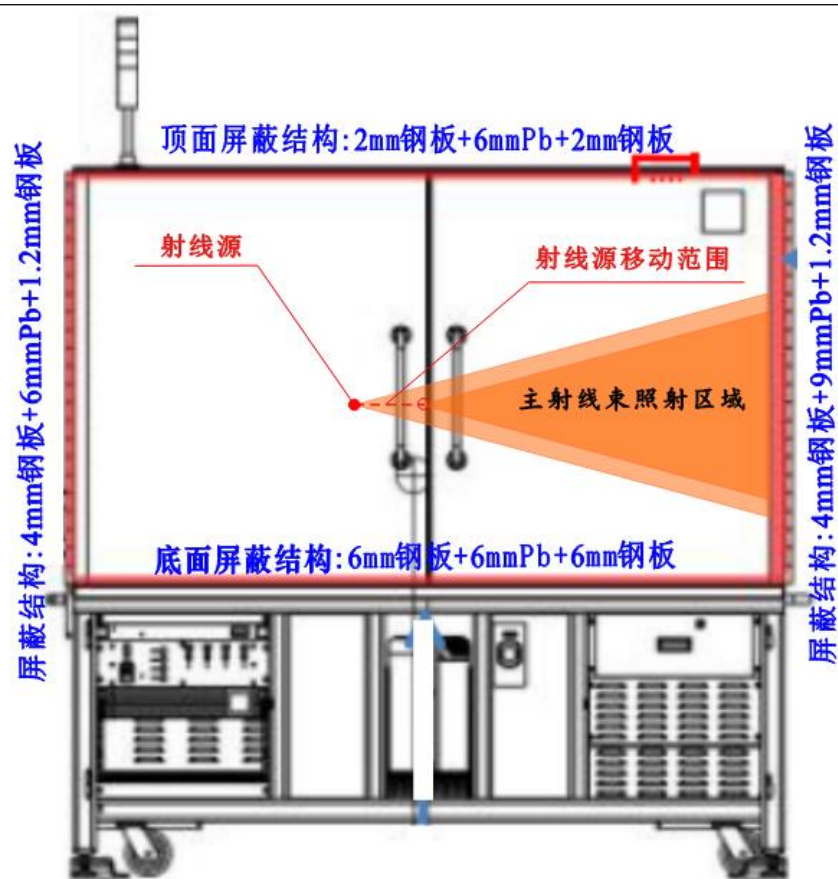 顶面屏蔽结构:2mm钢板+6mmPb+2mm钢板
屏蔽结构:4mm钢板+6mmPb+1.2mm钢板
屏蔽结构:4mm钢板+9mmPb+1.2mm钢板
射线源
射线源移动范围
主射线束照射区域
底面屏蔽结构:6mm钢板+6mmPb+6mm钢板